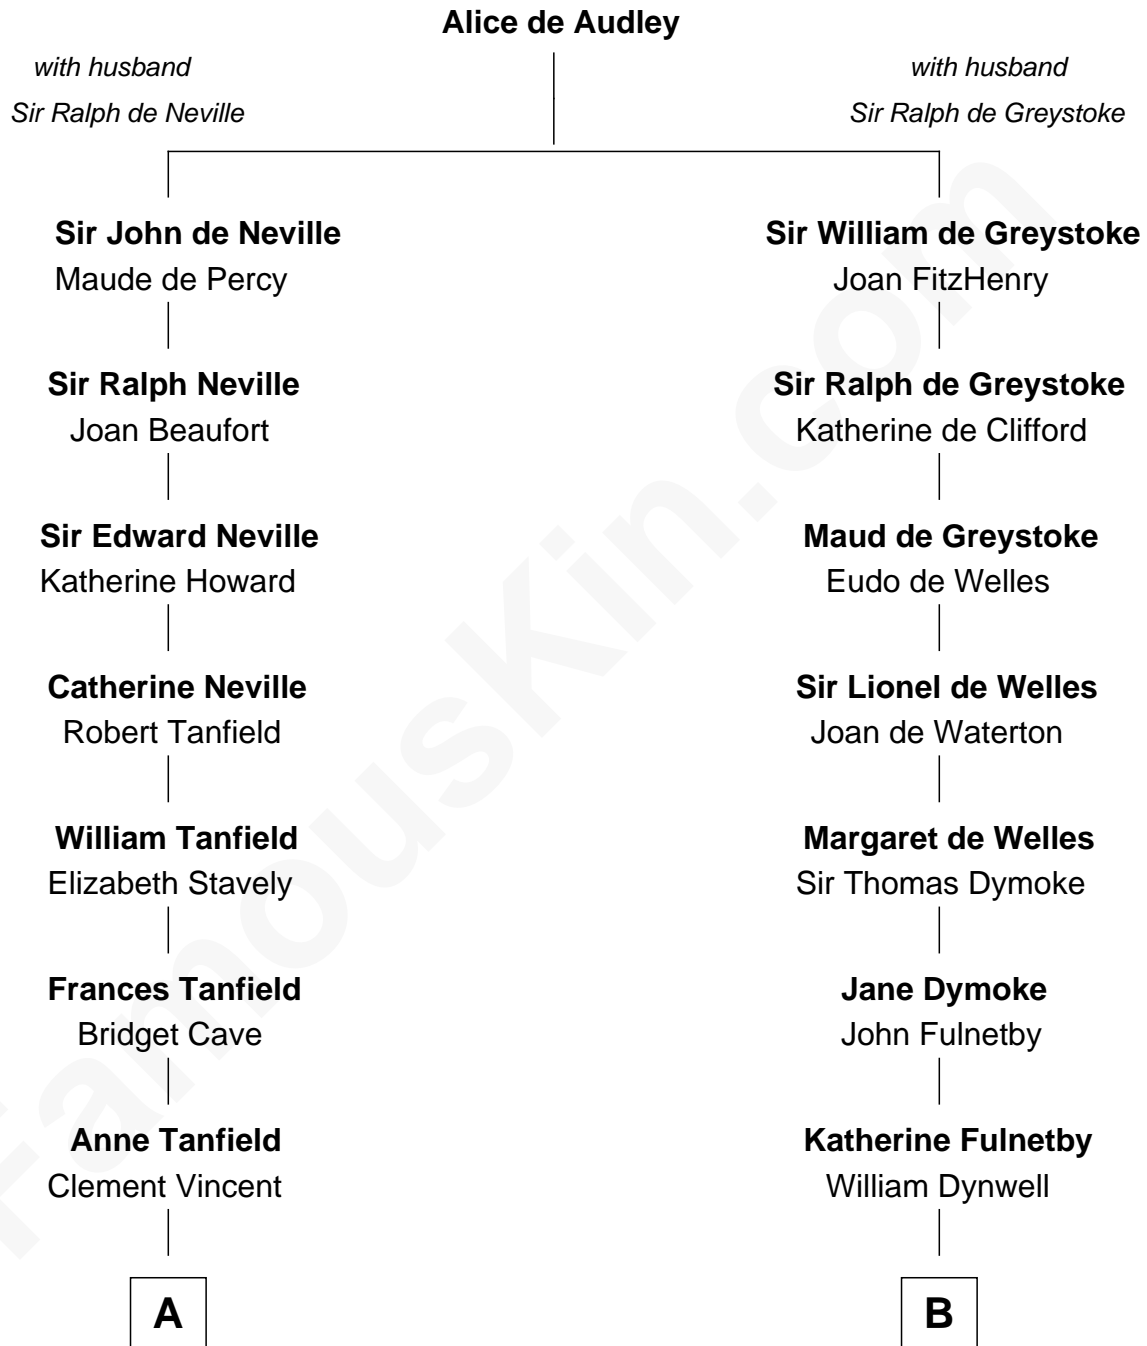 Alice de Audley
with husband
Sir Ralph de Neville
with husband
Sir Ralph de Greystoke
Sir John de Neville
Maude de Percy
Sir William de Greystoke
Joan FitzHenry
Sir Ralph Neville
Joan Beaufort
Sir Ralph de Greystoke
Katherine de Clifford
Sir Edward Neville
Katherine Howard
Maud de Greystoke
Eudo de Welles
Catherine Neville
Robert Tanfield
Sir Lionel de Welles
Joan de Waterton
William Tanfield
Elizabeth Stavely
Margaret de Welles
Sir Thomas Dymoke
Frances Tanfield
Bridget Cave
Jane Dymoke
John Fulnetby
Anne Tanfield
Clement Vincent
Katherine Fulnetby
William Dynwell
A
B
FamousKin.com